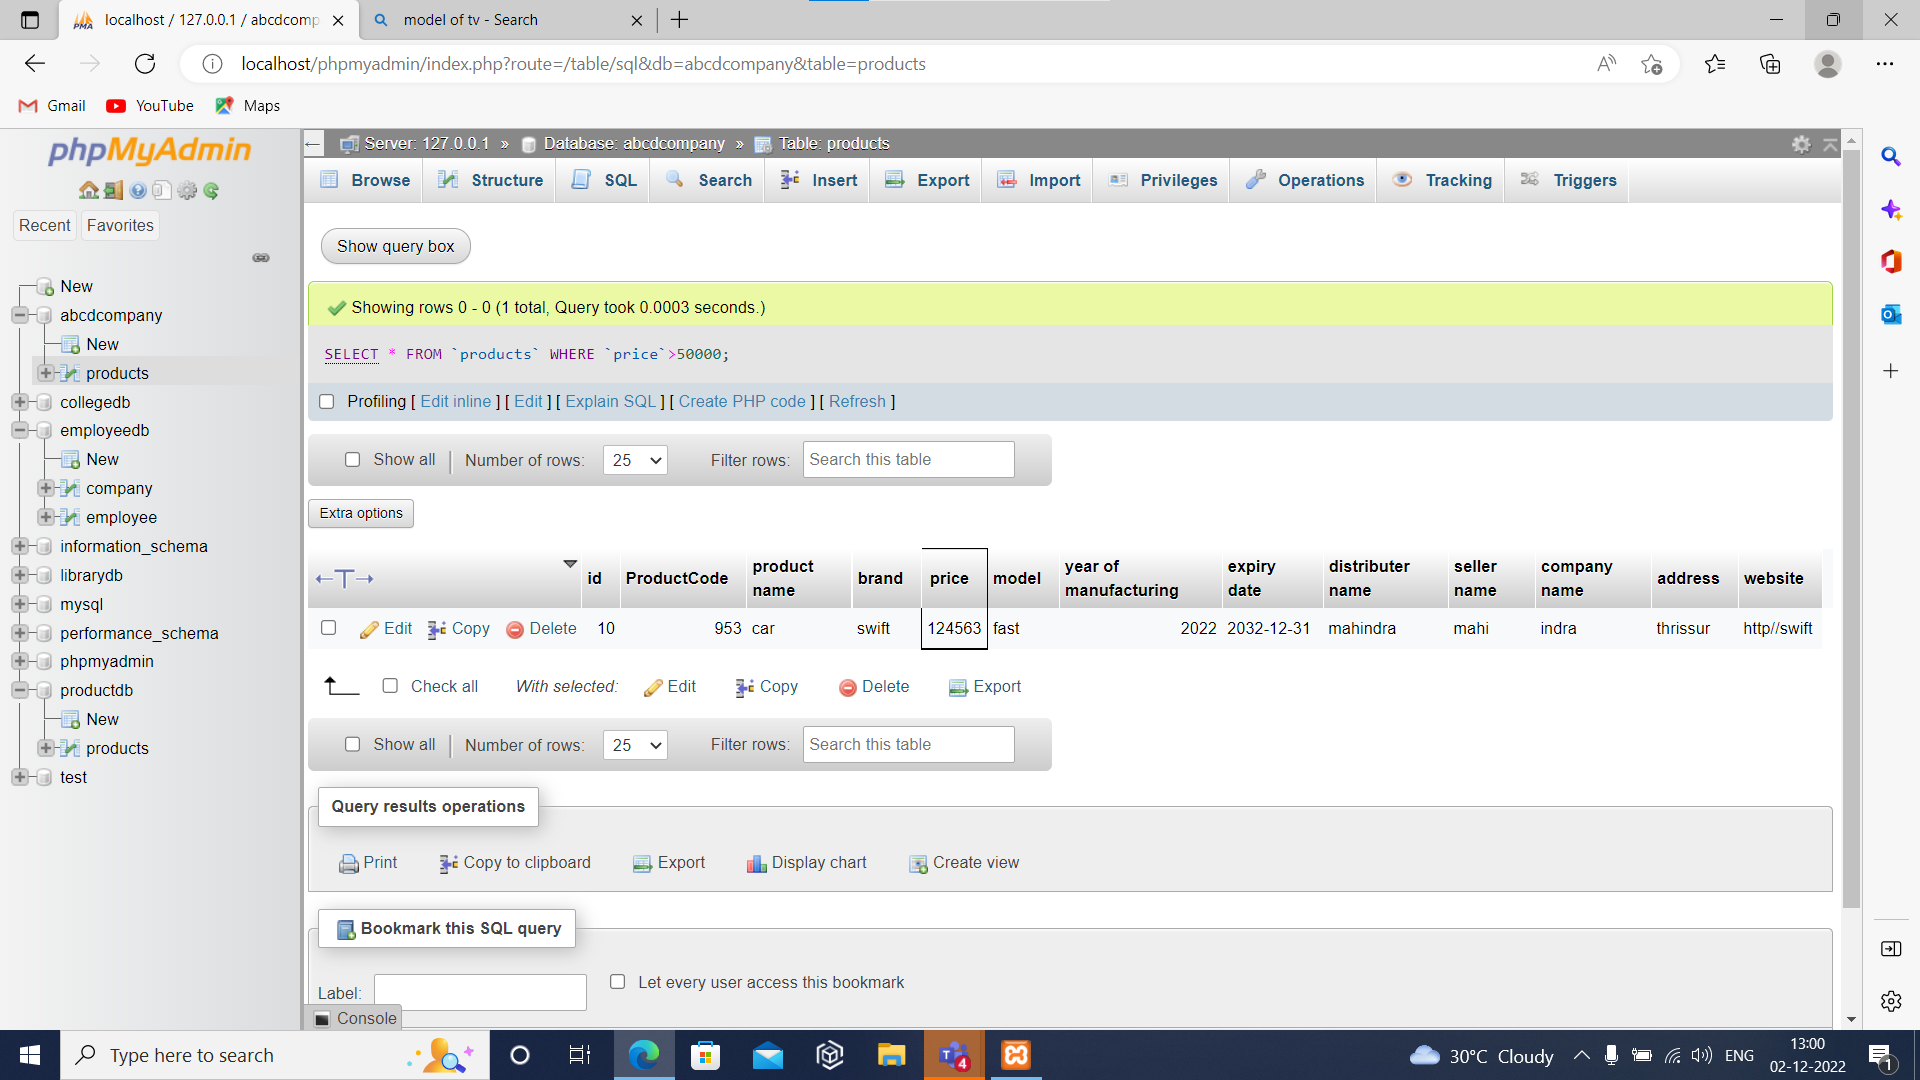 localhost / 127.0.0.1 / abcdcomp
model of tv - Search
localhost/phpmyadmin/index.php?route=/table/sql&db=abcdcompany&table=products
Gmail
YouTube
Maps
phpMyAdmin
Recent
Favorites
New
abcdcompany
New
products
collegedb
employeedb
New
company
employee
information_schema
librarydb
mysql
performance_schema
phpmyadmin
productdb
New
products
test
Server: 127.0.0.1 » Database: abcdcompany » Table: products
Browse Structure SQL Search Insert Export Import Privileges Operations Tracking Triggers
Show query box
Showing rows 0 - 0 (1 total, Query took 0.0003 seconds.)
SELECT * FROM `products` WHERE `price`>50000;
Profiling [ Edit inline ] [ Edit ] [ Explain SQL ] [ Create PHP code ] [ Refresh ]
Show all | Number of rows: 25 Filter rows: Search this table
Extra options
←T→ id ProductCode product name brand price model year of manufacturing expiry date distributer name seller name company name address website
Edit Copy Delete 10 953 car swift 124563 fast 2022 2032-12-31 mahindra mahi indra thrissur http//swift
Check all With selected: Edit Copy Delete Export
Show all | Number of rows: 25 Filter rows: Search this table
Query results operations
Print Copy to clipboard Export Display chart Create view
Bookmark this SQL query
Label: Let every user access this bookmark
Console
Type here to search
4
30°C Cloudy
ENG
13:00
02-12-2022
1